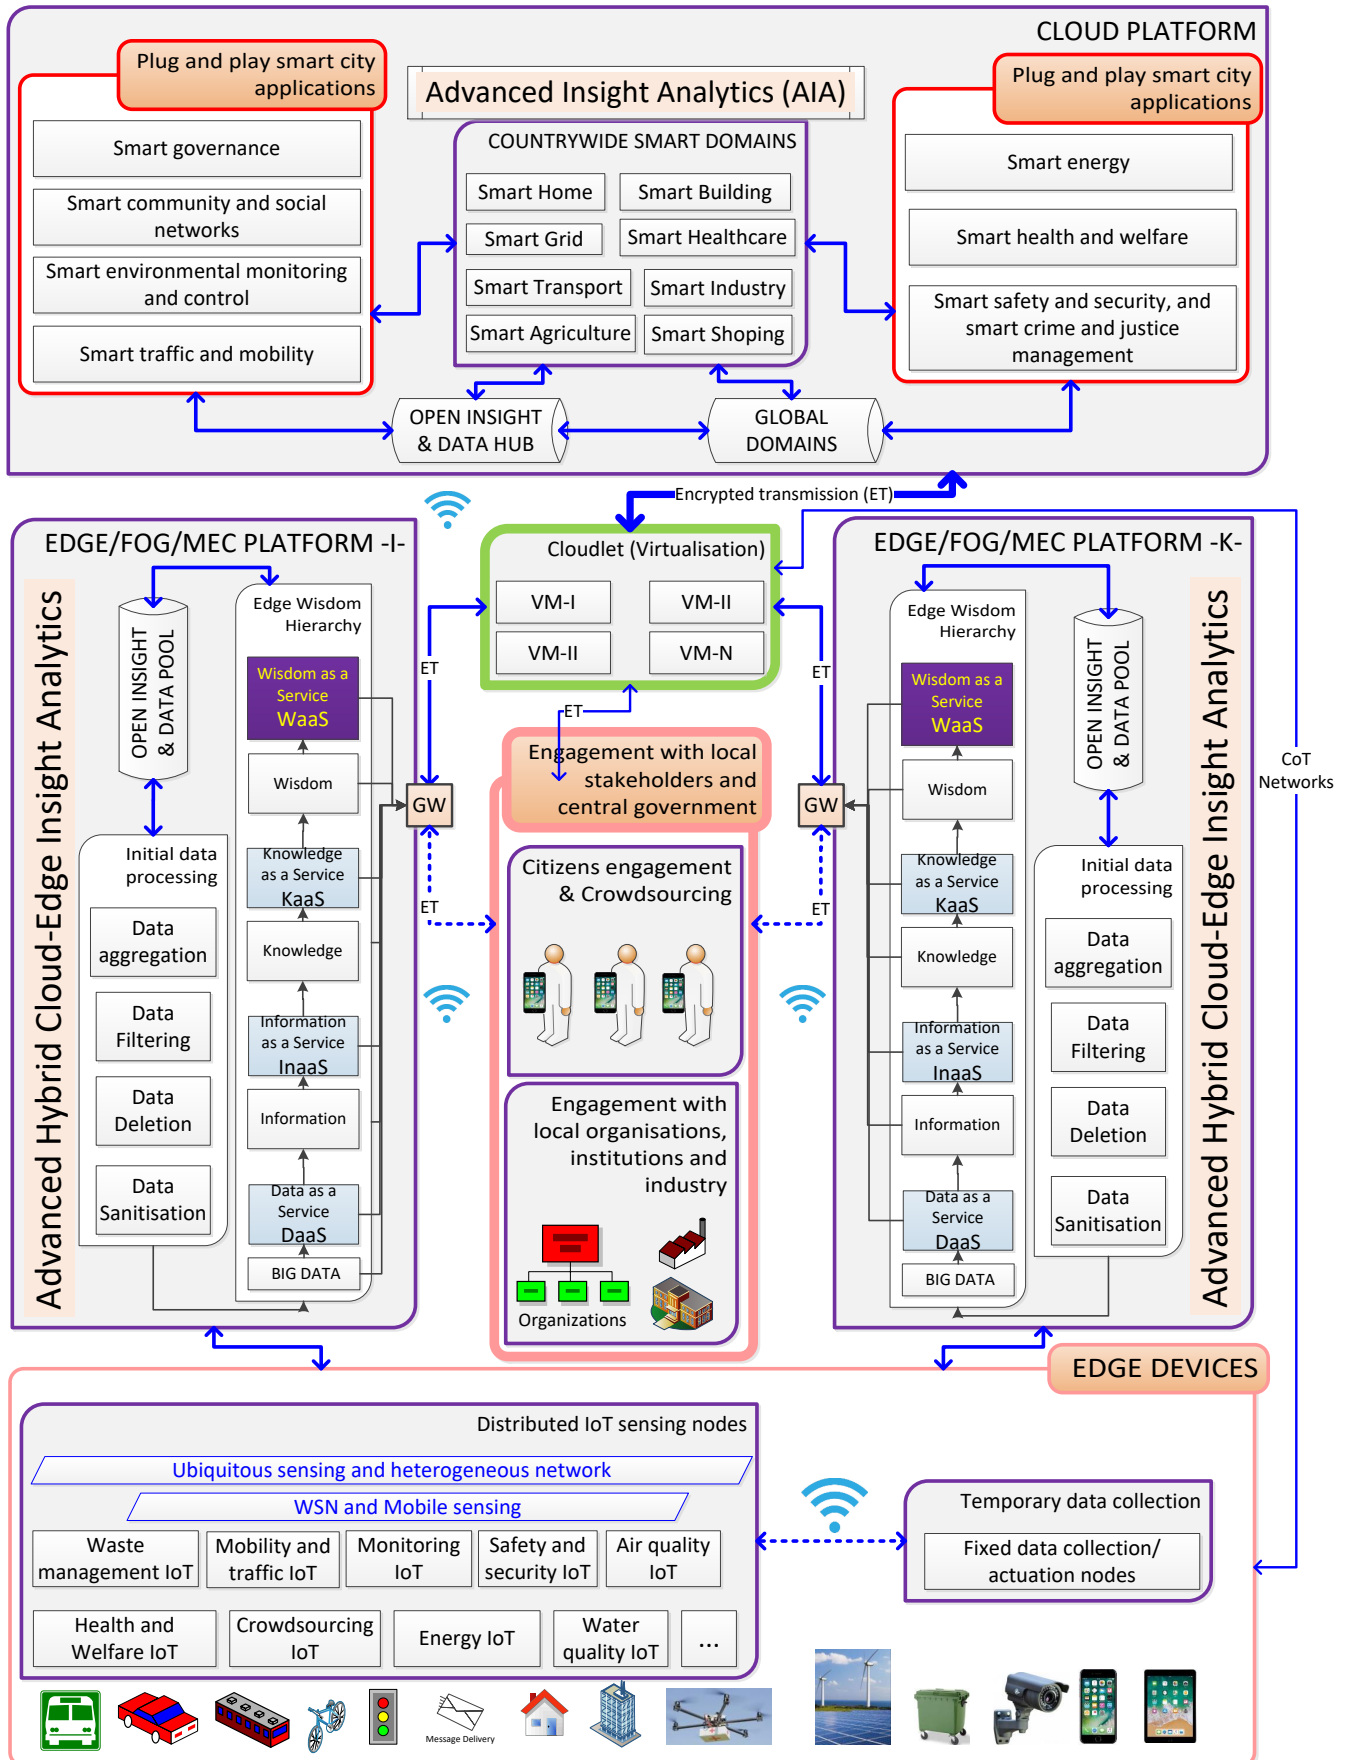 CLOUD PLATFORM
Plug and play smart city
applications
Smart governance
Smart community and social
networks
Smart environmental monitoring
and control
Smart traffic and mobility
Advanced Insight Analytics (AIA)
COUNTRYWIDE SMART DOMAINS
Smart Home
Smart Building
Smart Grid
Smart Healthcare
Smart Transport
Smart Industry
Smart Agriculture
Smart Shoping
Plug and play smart city
applications
Smart energy
Smart health and welfare
Smart safety and security, and
smart crime and justice
management
OPEN INSIGHT
& DATA HUB
GLOBAL
DOMAINS
Encrypted transmission (ET)
EDGE/FOG/MEC PLATFORM -I-
Advanced Hybrid Cloud-Edge Insight Analytics
OPEN INSIGHT
& DATA POOL
Initial data
processing
Data
aggregation
Data
Filtering
Data
Deletion
Data
Sanitisation
Edge Wisdom
Hierarchy
Wisdom as a
Service
WaaS
Wisdom
Knowledge
as a Service
KaaS
Knowledge
Information
as a Service
InaaS
Information
Data as a
Service
DaaS
BIG DATA
ET
GW
ET
Cloudlet (Virtualisation)
VM-I
VM-II
VM-II
VM-N
ET
Engagement with local
stakeholders and
central government
Citizens engagement
& Crowdsourcing
Engagement with
local organisations,
institutions and
industry
Organizations
ET
GW
ET
EDGE/FOG/MEC PLATFORM -K-
Edge Wisdom
Hierarchy
Wisdom as a
Service
WaaS
Wisdom
Knowledge
as a Service
KaaS
Knowledge
Information
as a Service
InaaS
Information
Data as a
Service
DaaS
BIG DATA
OPEN INSIGHT
& DATA POOL
Initial data
processing
Data
aggregation
Data
Filtering
Data
Deletion
Data
Sanitisation
Advanced Hybrid Cloud-Edge Insight Analytics
CoT
Networks
EDGE DEVICES
Distributed IoT sensing nodes
Ubiquitous sensing and heterogeneous network
WSN and Mobile sensing
Waste
management IoT
Mobility and
traffic IoT
Monitoring
IoT
Safety and
security IoT
Air quality
IoT
Health and
Welfare IoT
Crowdsourcing
IoT
Energy IoT
Water
quality IoT
...
Temporary data collection
Fixed data collection/
actuation nodes
Message Delivery